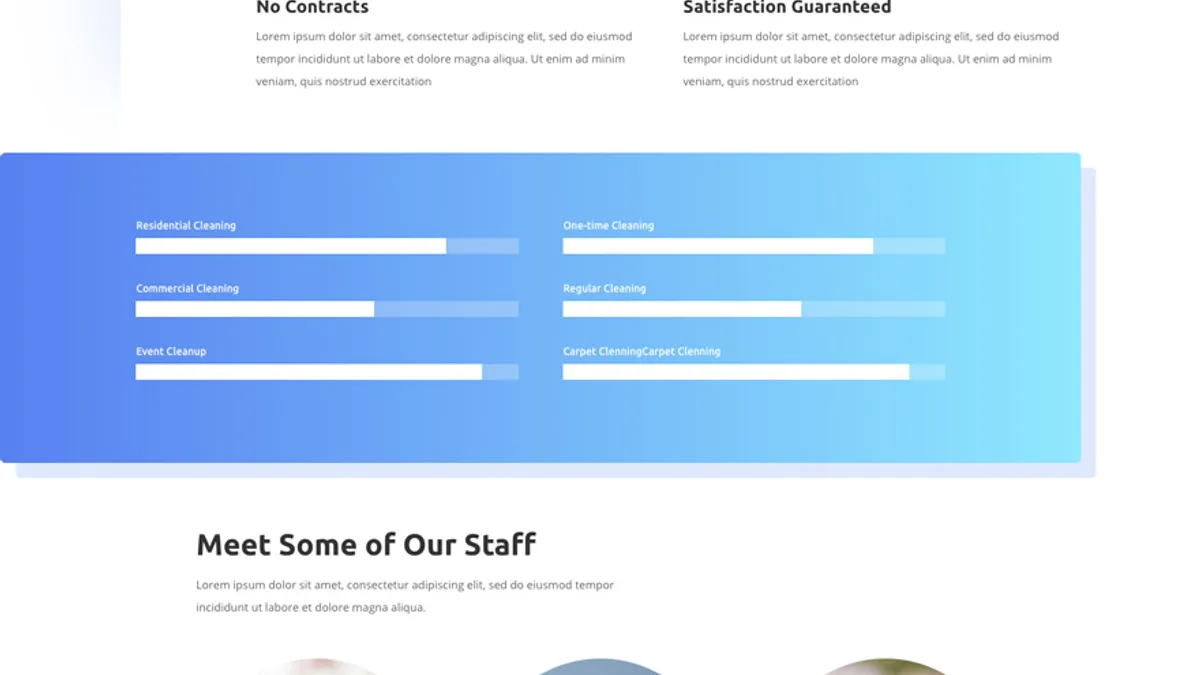 No Contracts
Lorem ipsum dolor sit amet, consectetur adipiscing elit, sed do eiusmod
tempor incididunt ut labore et dolore magna aliqua. Ut enim ad minim
veniam, quis nostrud exercitation
Satisfaction Guaranteed
Lorem ipsum dolor sit amet, consectetur adipiscing elit, sed do eiusmod
tempor incididunt ut labore et dolore magna aliqua. Ut enim ad minim
veniam, quis nostrud exercitation
Residential Cleaning
One-time Cleaning
Commercial Cleaning
Regular Cleaning
Event Cleanup
Carpet ClenningCarpet Clenning
Meet Some of Our Staff
Lorem ipsum dolor sit amet, consectetur adipiscing elit, sed do eiusmod tempor
incididunt ut labore et dolore magna aliqua.